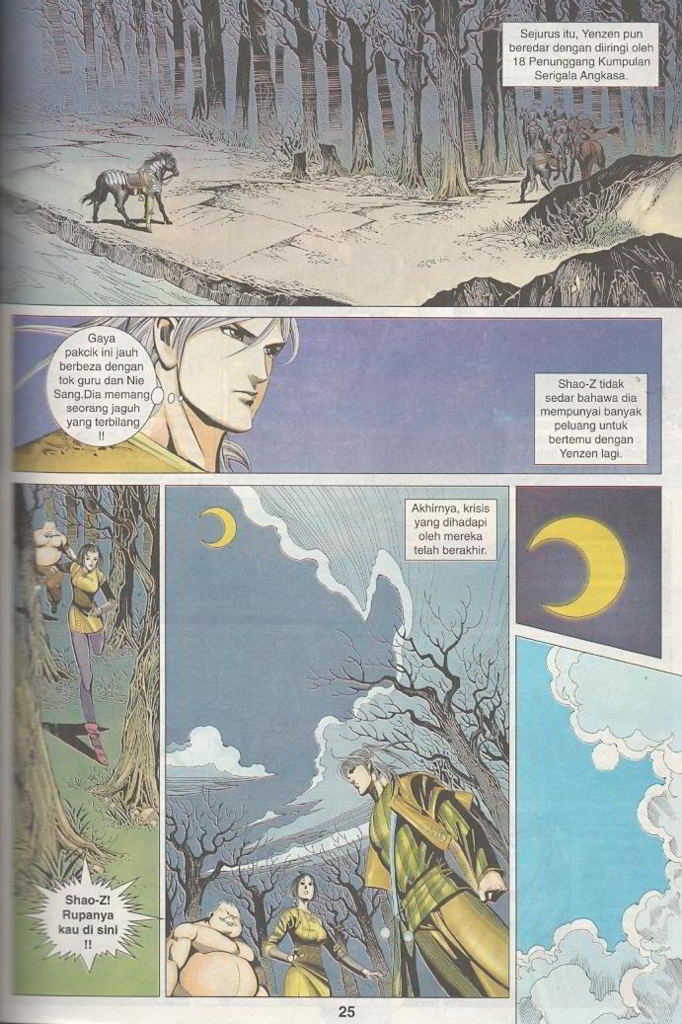 Sejurus itu, Yenzen pun
beredar dengan diiringi oleh
18 Penunggang Kumpulan
Serigala Angkasa.
Gaya
pakcik ini jauh
berbeza dengan
tok guru dan Nie
Sang.Dia memang
seorang jaguh
yang terbilang
!!
Shao-Z tidak
sedar bahawa dia
mempunyai banyak
peluang untuk
bertemu dengan
Yenzen lagi.
Shao-Z!
Rupanya
kau di sini
!!
Akhirnya, krisis
yang dihadapi
oleh mereka
telah berakhir.
25